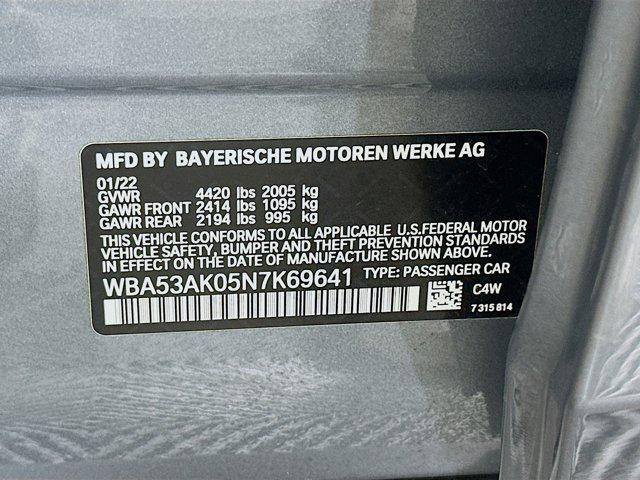 MFD BY BAYERISCHE MOTOREN WERKE AG
01/22
GVWR 4420 lbs 2005 kg
GAWR FRONT 2414 lbs 1095 kg
GAWR REAR 2194 lbs 995 kg
THIS VEHICLE CONFORMS TO ALL APPLICABLE U.S.FEDERAL MOTOR
VEHICLE SAFETY, BUMPER AND THEFT PREVENTION STANDARDS
IN EFFECT ON THE DATE OF MANUFACTURE SHOWN ABOVE.
WBA53AK05N7K69641 TYPE: PASSENGER CAR
C4W
7 315 814